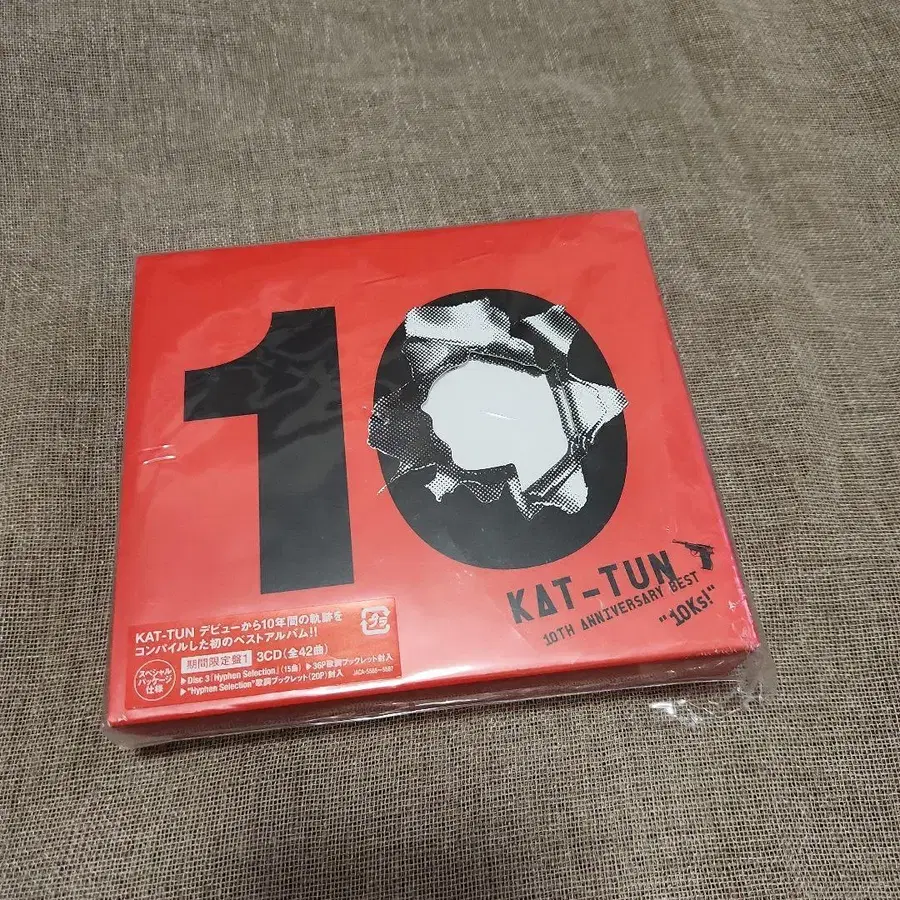 10
KAT-TUN
10TH ANNIVERSARY BEST
"10Ks!"
KAT-TUN デビューから10年間の軌跡を
コンパイルした初のベストアルバム!!
スペシャル
パッケージ
仕様
期間限定盤1 3CD(全42曲)
▶Disc 3「Hyphen Selection」(15曲) ▶36P歌詞ブックレット封入
▶"Hyphen Selection"歌詞ブックレット(20P)封入